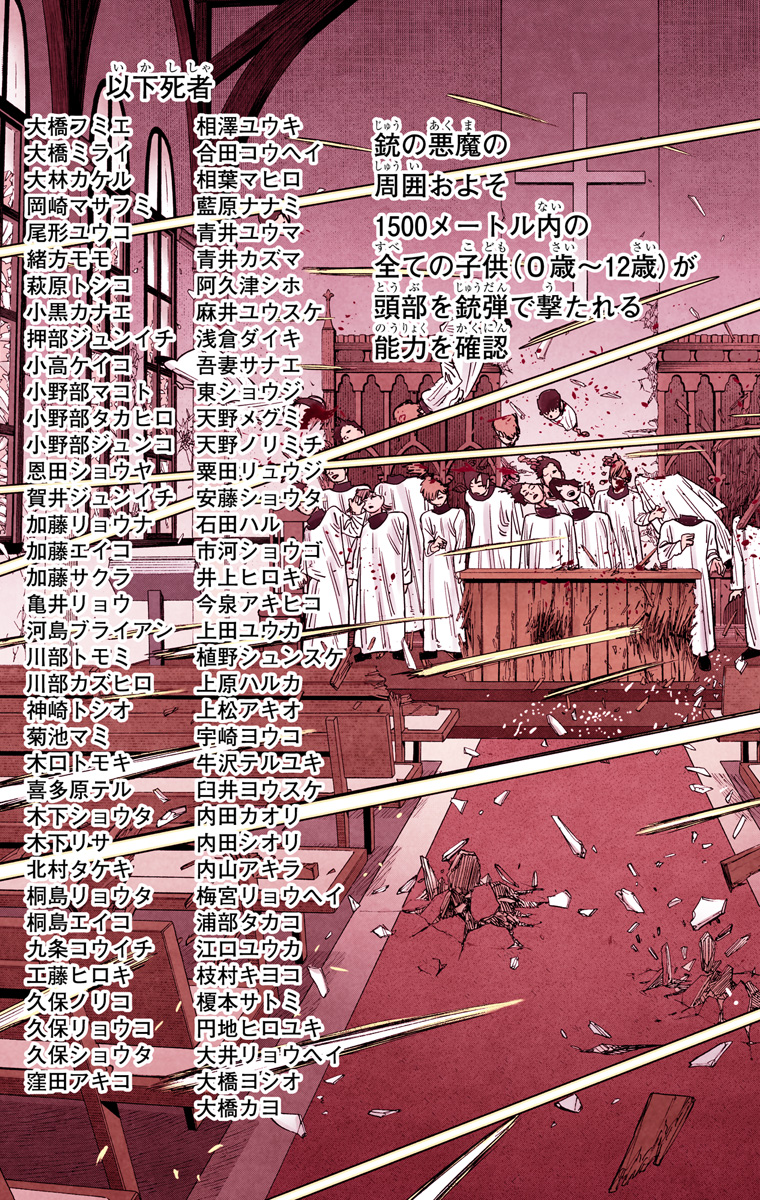 銃の悪魔の
周囲およそ
1500メートル内の
全ての子供(0歳〜12歳)が
頭部を銃弾で撃たれる
能力を確認
以下死者
相澤ユウキ
合田コウヘイ
相葉マヒロ
藍原ナナミ
青井ユウマ
青井カズマ
阿久津シホ
麻井ユウスケ
浅倉ダイキ
吾妻サナエ
東ショウジ
天野メグミ
天野ノリミチ
粟田リュウジ
安藤ショウタ
石田ハル
市河ショウゴ
井上ヒロキ
今泉アキヒコ
上田ユウカ
植野シュンスケ
上原ハルカ
上松アキオ
宇崎ヨウコ
牛沢テルユキ
臼井ヨウスケ
内田カオリ
内田シオリ
内山アキラ
梅宮リョウヘイ
浦部タカコ
江口ユウカ
枝村キヨコ
榎本サトミ
円地ヒロユキ
大井リョウヘイ
大橋ヨシオ
大橋カヨ
大橋フミエ
大橋ミライ
大林カケル
岡崎マサフミ
尾形ユウコ
緒方モモ
萩原トシコ
小黒カナエ
押部ジュンイチ
小高ケイコ
小野部マコト
小野部タカヒロ
小野部ジュンコ
恩田ショウヤ
賀井ジュンイチ
加藤リョウナ
加藤エイコ
加藤サクラ
亀井リョウ
河島ブライアン
川部トモミ
川部カズヒロ
神崎トシオ
菊池マミ
木口トモキ
喜多原テル
木下ショウタ
木下リサ
北村タケキ
桐島リョウタ
桐島エイコ
九条コウイチ
工藤ヒロキ
久保ノリコ
久保リョウコ
久保ショウタ
窪田アキコ